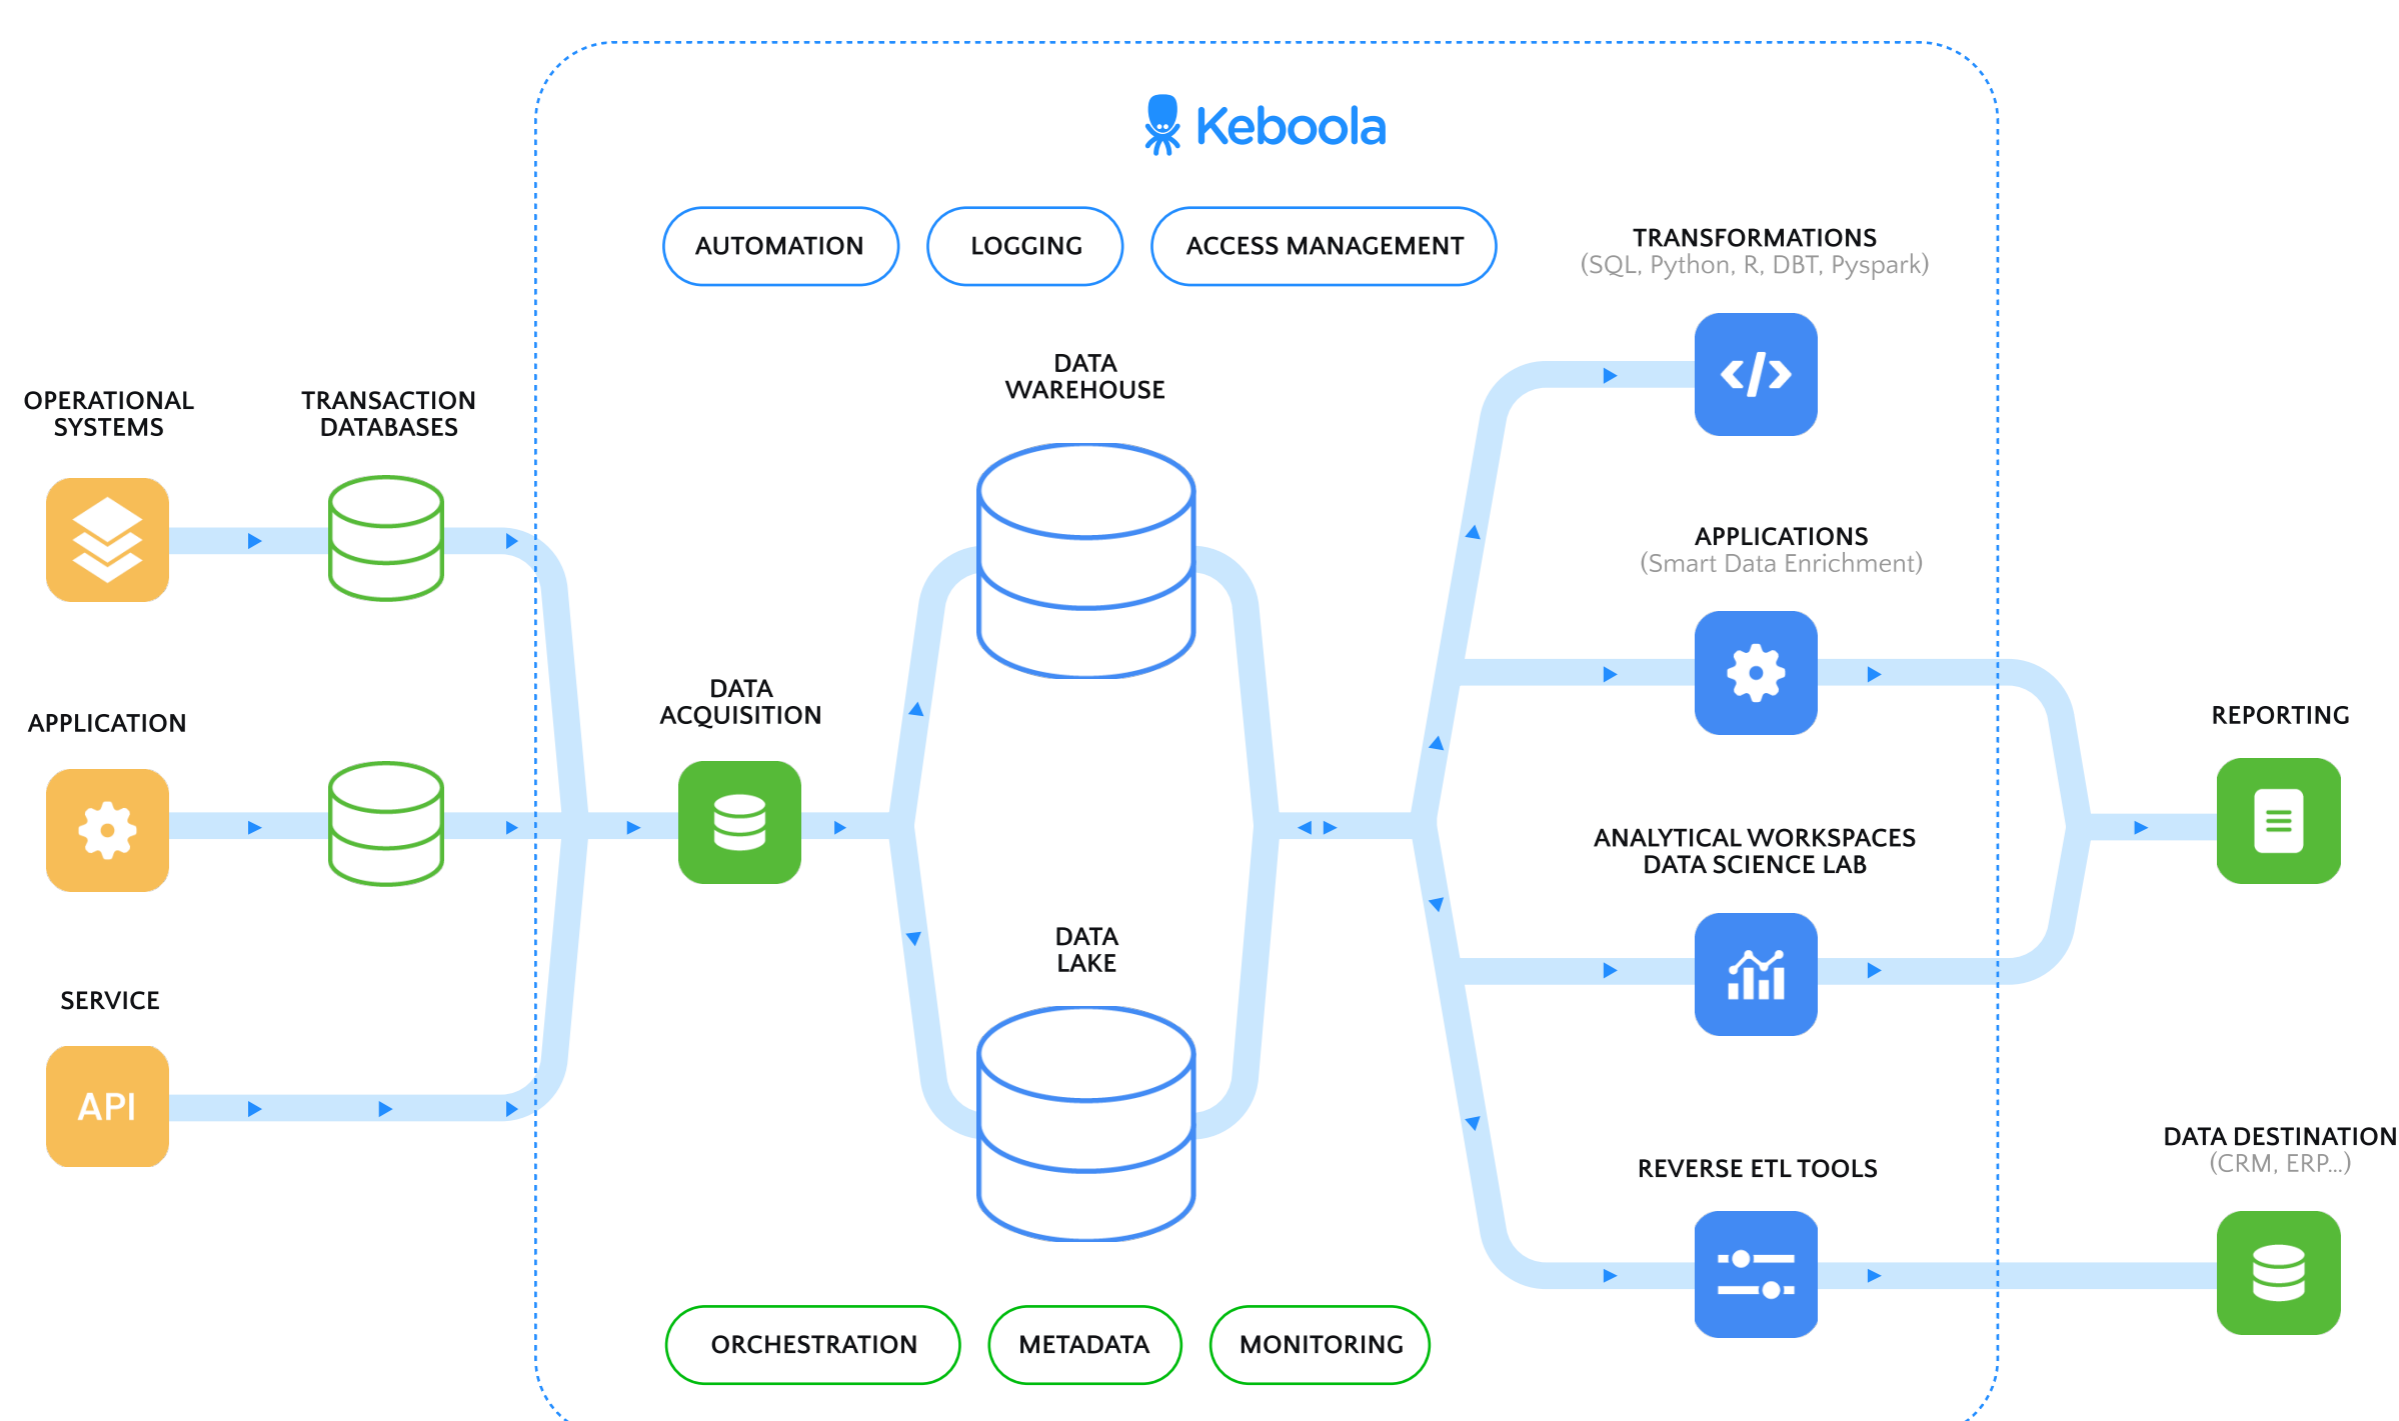 Keboola
AUTOMATION
LOGGING
ACCESS MANAGEMENT
TRANSFORMATIONS
(SQL, Python, R, DBT, Pyspark)
DATA
WAREHOUSE
OPERATIONAL
SYSTEMS
TRANSACTION
DATABASES
APPLICATIONS
(Smart Data Enrichment)
DATA
ACQUISITION
APPLICATION
REPORTING
ANALYTICAL WORKSPACES
DATA SCIENCE LAB
DATA
LAKE
SERVICE
API
REVERSE ETL TOOLS
DATA DESTINATION
(CRM, ERP...)
ORCHESTRATION
METADATA
MONITORING